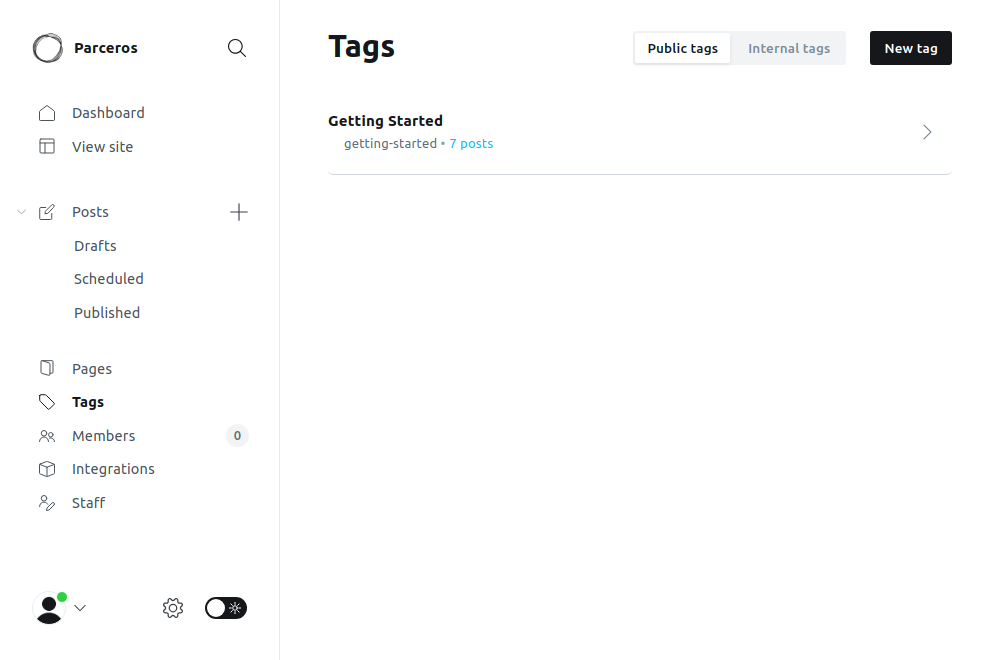 Parceros
Dashboard
View site
Posts
Drafts
Scheduled
Published
Pages
Tags
Members 0
Integrations
Staff
Tags
Public tags Internal tags New tag
Getting Started
getting-started • 7 posts